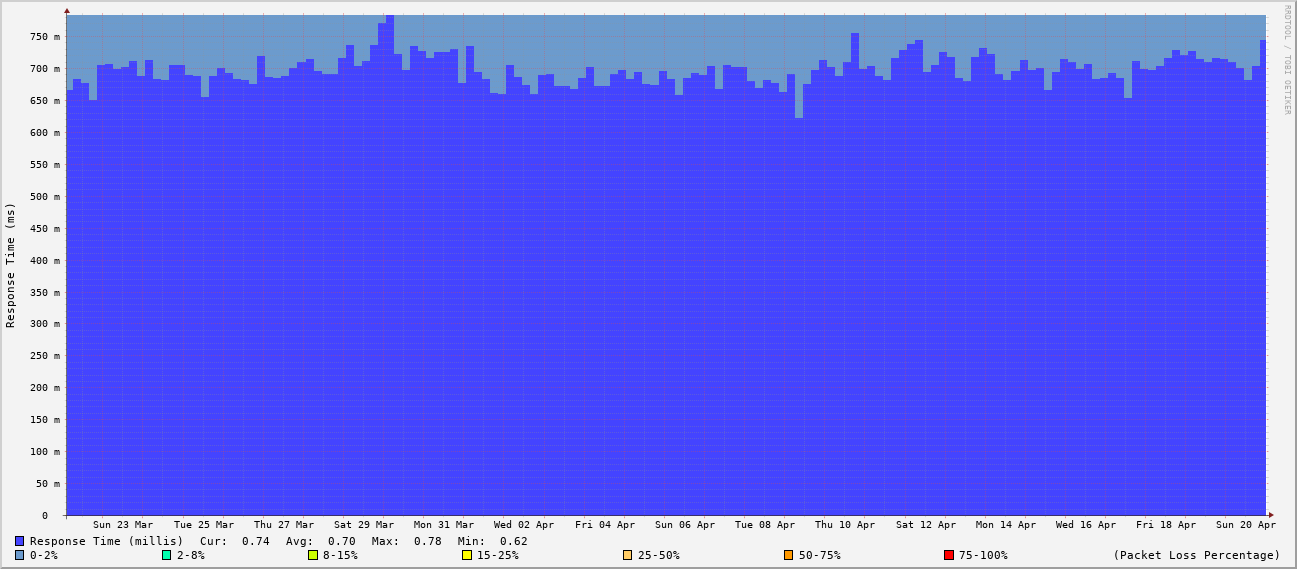 RRDTOOL / TOBI OETIKER
Response Time (ms)
750 m
700 m
650 m
600 m
550 m
500 m
450 m
400 m
350 m
300 m
250 m
200 m
150 m
100 m
50 m
0
Sun 23 Mar Tue 25 Mar Thu 27 Mar Sat 29 Mar Mon 31 Mar Wed 02 Apr Fri 04 Apr Sun 06 Apr Tue 08 Apr Thu 10 Apr Sat 12 Apr Mon 14 Apr Wed 16 Apr Fri 18 Apr Sun 20 Apr
Response Time (millis) Cur: 0.74 Avg: 0.70 Max: 0.78 Min: 0.62
0-2% 2-8% 8-15% 15-25% 25-50% 50-75% 75-100% (Packet Loss Percentage)